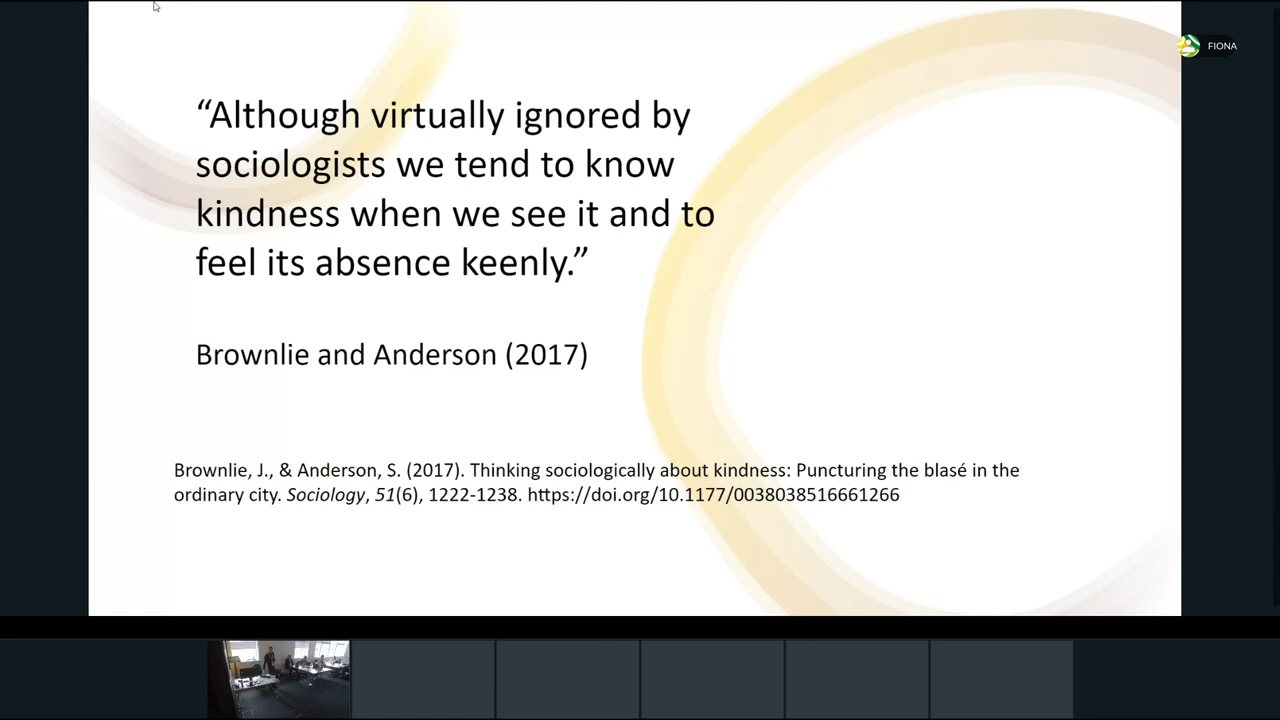 FIONA
“Although virtually ignored by
sociologists we tend to know
kindness when we see it and to
feel its absence keenly.”
Brownlie and Anderson (2017)
Brownlie, J., & Anderson, S. (2017). Thinking sociologically about kindness: Puncturing the blasé in the
ordinary city. Sociology, 51(6), 1222-1238. https://doi.org/10.1177/0038038516661266